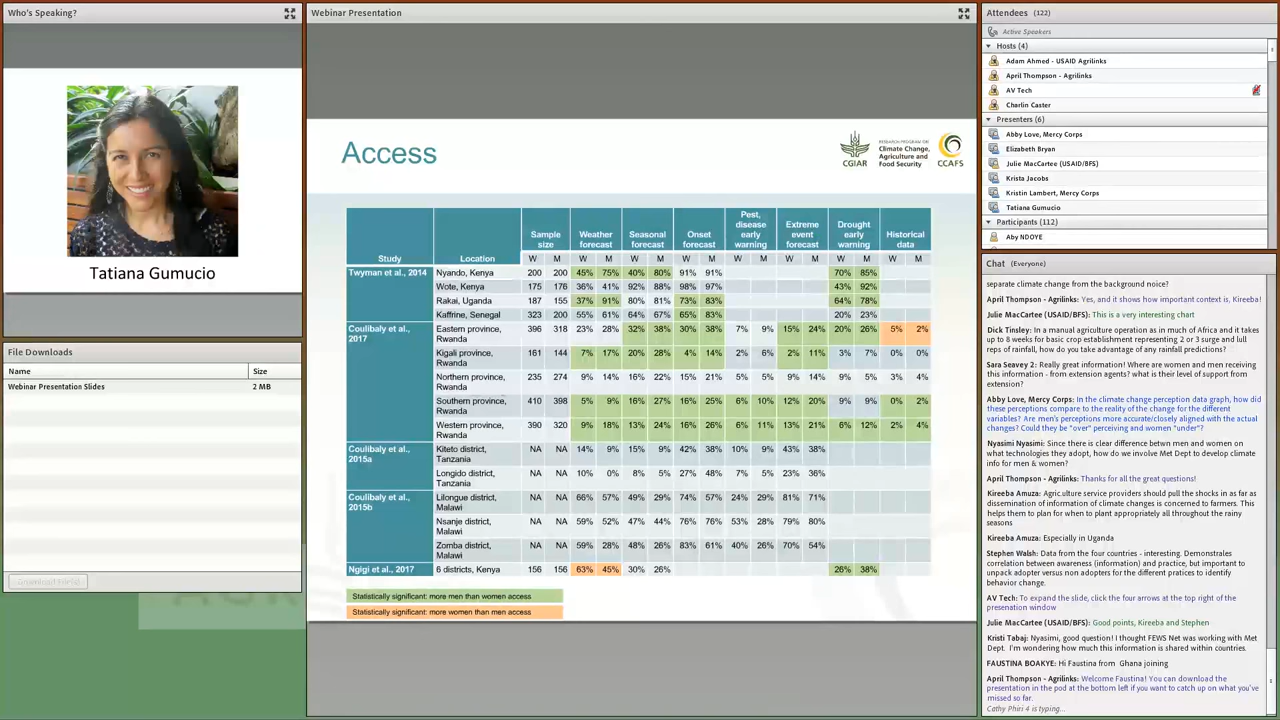 Who's Speaking?
Tatiana Gumucio
File Downloads
Name Size
Webinar Presentation Slides 2 MB
Webinar Presentation
Access
CGIAR
RESEARCH PROGRAM ON
Climate Change,
Agriculture and
Food Security
CCAFS
Study Location Sample size Weather forecast Seasonal forecast Onset forecast Pest, disease early warning Extreme event forecast Drought early warning Historical data
W M W M W M W M W M W M W M W M
Twyman et al., 2014 Nyando, Kenya 200 200 45% 75% 40% 80% 91% 91% 70% 85%
Wote, Kenya 175 176 36% 41% 92% 88% 98% 97% 43% 92%
Rakai, Uganda 187 155 37% 91% 80% 81% 73% 83% 64% 78%
Kaffrine, Senegal 323 200 55% 61% 64% 67% 65% 83% 20% 23%
Coulibaly et al., 2017 Eastern province, Rwanda 396 318 23% 28% 32% 38% 30% 38% 7% 9% 15% 24% 20% 26% 5% 2%
Kigali province, Rwanda 161 144 7% 17% 20% 28% 4% 14% 2% 6% 2% 11% 3% 7% 0% 0%
Northern province, Rwanda 235 274 9% 14% 16% 22% 15% 21% 5% 5% 9% 14% 9% 5% 3% 4%
Southern province, Rwanda 410 398 5% 9% 16% 27% 16% 25% 6% 10% 12% 20% 9% 9% 0% 2%
Western province, Rwanda 390 320 9% 18% 13% 24% 16% 26% 6% 11% 13% 21% 6% 12% 2% 4%
Coulibaly et al., 2015a Kiteto district, Tanzania NA NA 14% 9% 15% 9% 42% 38% 10% 9% 43% 38%
Longido district, Tanzania NA NA 10% 0% 8% 5% 27% 48% 7% 5% 23% 36%
Coulibaly et al., 2015b Lilongue district, Malawi NA NA 66% 57% 49% 29% 74% 57% 24% 29% 81% 71%
Nsanje district, Malawi NA NA 59% 52% 47% 44% 76% 76% 53% 28% 79% 80%
Zomba district, Malawi NA NA 59% 28% 48% 26% 83% 61% 40% 26% 70% 54%
Ngigi et al., 2017 6 districts, Kenya 156 156 63% 45% 30% 26% 26% 38%
Statistically significant: more men than women access
Statistically significant: more women than men access
Attendees (122)
Active Speakers
Hosts (4)
Adam Ahmed - USAID Agrilinks
April Thompson - Agrilinks
AV Tech
Charlin Caster
Presenters (6)
Abby Love, Mercy Corps
Elizabeth Bryan
Julie MacCartee (USAID/BFS)
Krista Jacobs
Kristin Lambert, Mercy Corps
Tatiana Gumucio
Participants (112)
Aby NDOYE
Chat (Everyone)
separate climate change from the background noise?
April Thompson - Agrilinks: Yes, and it shows how important context is, Kireeba!
Julie MacCartee (USAID/BFS): This is a very interesting chart
Dick Tinsley: In a manual agriculture operation as in much of Africa and it takes
up to 8 weeks for basic crop establishment representing 2 or 3 surge and lull
reps of rainfall, how do you take advantage of any rainfall predictions?
Sara Seavey 2: Really great information! Where are women and men receiving
this information - from extension agents? what is their level of support from
extension?
Abby Love, Mercy Corps: In the climate change perception data graph, how did
these perceptions compare to the reality of the change for the different
variables? Are men's perceptions more accurate/closely aligned with the actual
changes? Could they be "over" perceiving and women "under"?
Nyasimi Nyasimi: Since there is clear difference betwn men and women on
what technologies they adopt, how do we involve Met Dept to develop climate
info for men & women?
April Thompson - Agrilinks: Thanks for all the great questions!
Kireeba Amuza: Agric.ulture service providers should pull the shocks in as far as
dissemination of information of climate changes is concerned to farmers. This
helps them to plan for when to plant appropriately all throughout the rainy
seasons
Kireeba Amuza: Especially in Uganda
Stephen Walsh: Data from the four countries - interesting. Demonstrates
correlation between awareness (information) and practice, but important to
unpack adopter versus non adopters for the different pratices to identify
behavior change.
AV Tech: To expand the slide, click the four arrows at the top right of the
presenation window
Julie MacCartee (USAID/BFS): Good points, Kireeba and Stephen
Kristi Tabaj: Nyasimi, good question! I thought FEWS Net was working with Met
Dept. I'm wondering how much this information is shared within countries.
FAUSTINA BOAKYE: Hi Faustina from Ghana joining
April Thompson - Agrilinks: Welcome Faustina! You can download the
presentation in the pod at the bottom left if you want to catch up on what you've
missed so far.
Cathy Phiri 4 is typing...